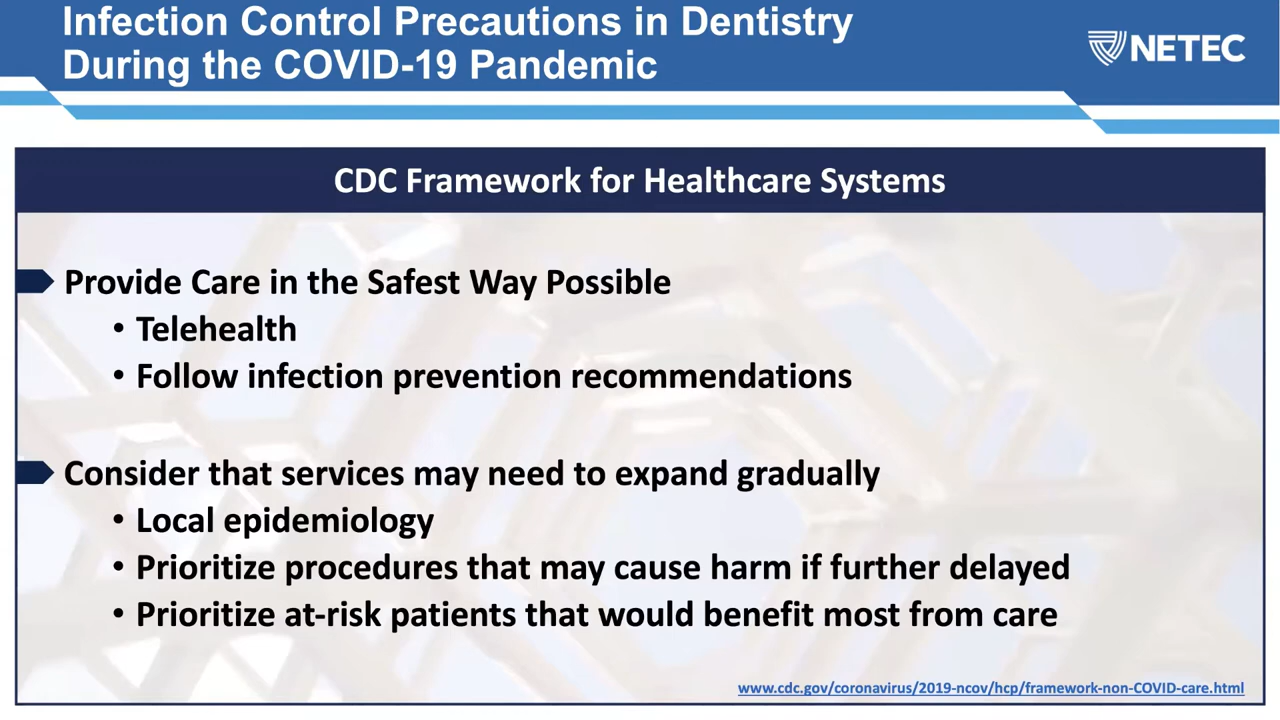 Infection Control Precautions in Dentistry
During the COVID-19 Pandemic
NETEC
CDC Framework for Healthcare Systems
Provide Care in the Safest Way Possible
• Telehealth
• Follow infection prevention recommendations
Consider that services may need to expand gradually
• Local epidemiology
• Prioritize procedures that may cause harm if further delayed
• Prioritize at-risk patients that would benefit most from care
www.cdc.gov/coronavirus/2019-ncov/hcp/framework-non-COVID-care.html